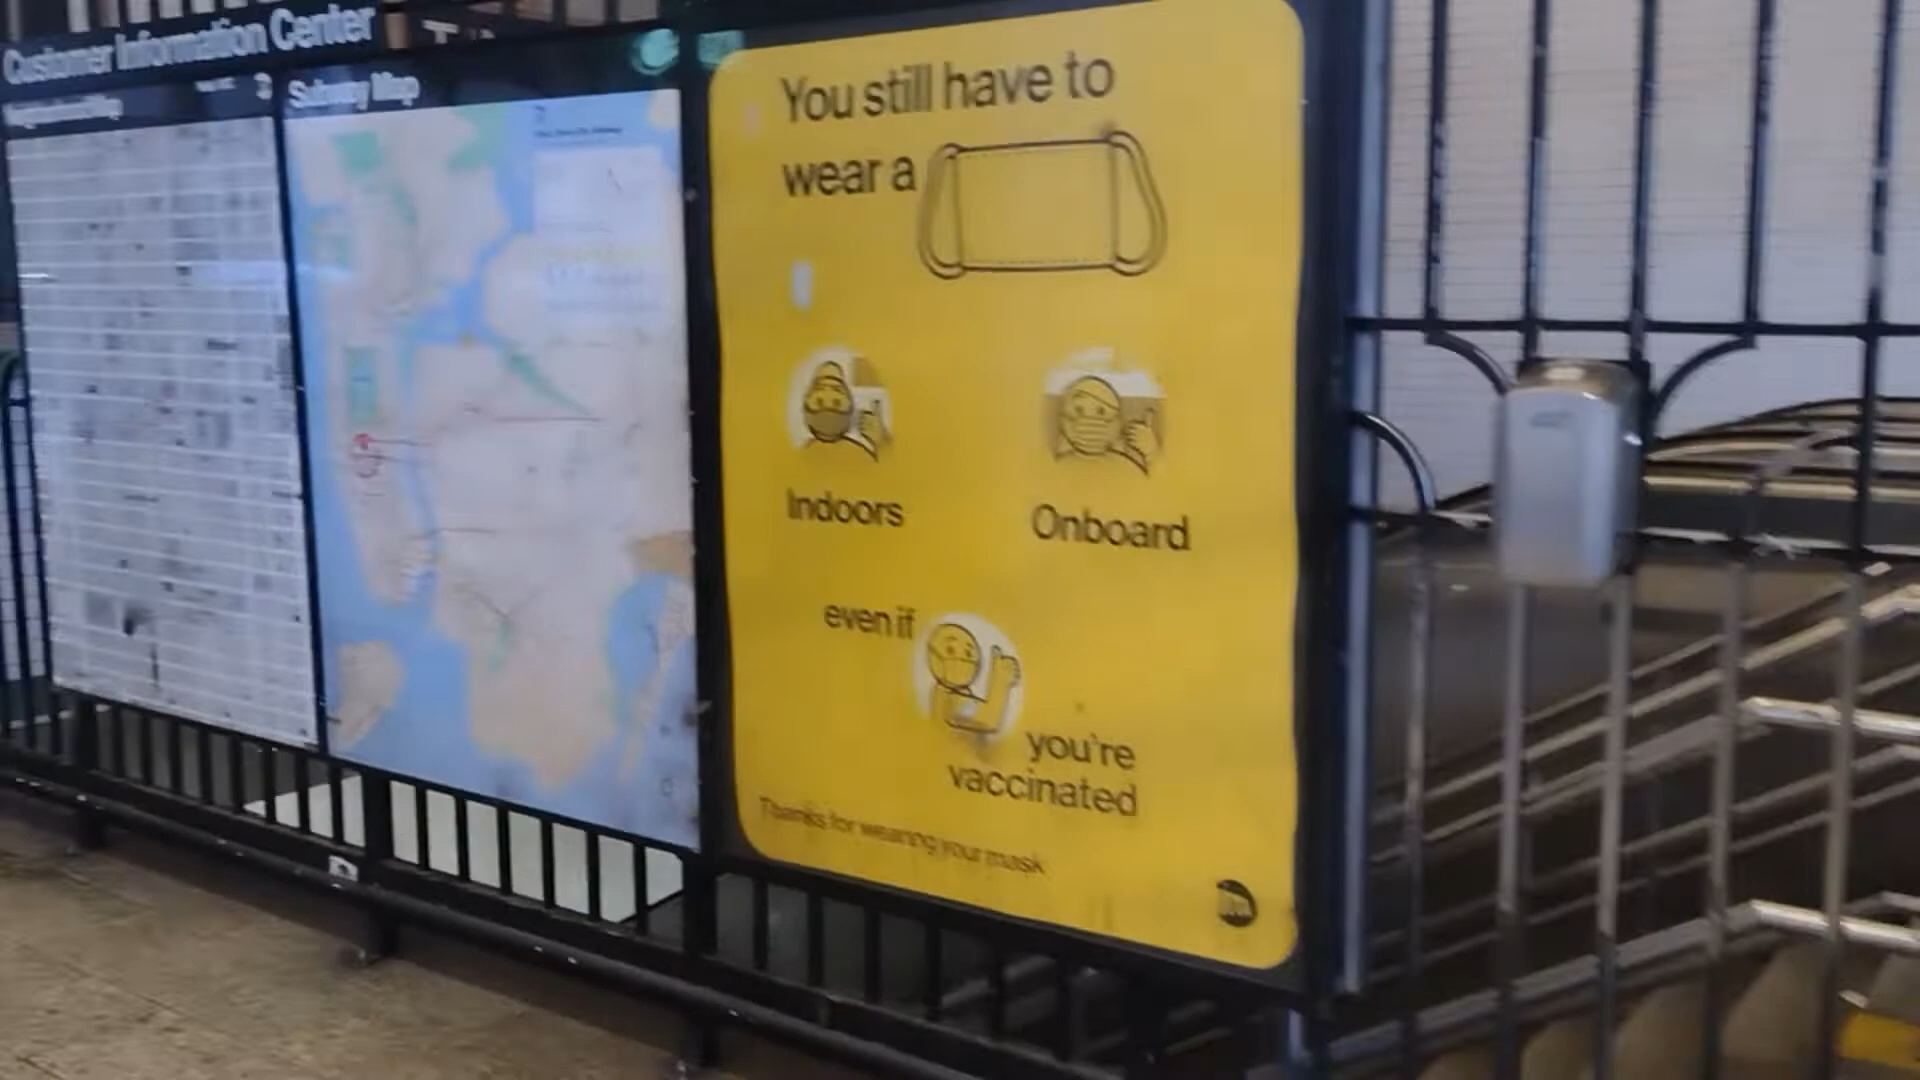 Customer Information Center
Subway Map
You still have to
wear a
Indoors
Onboard
even if
you're
vaccinated
Thanks for wearing your mask